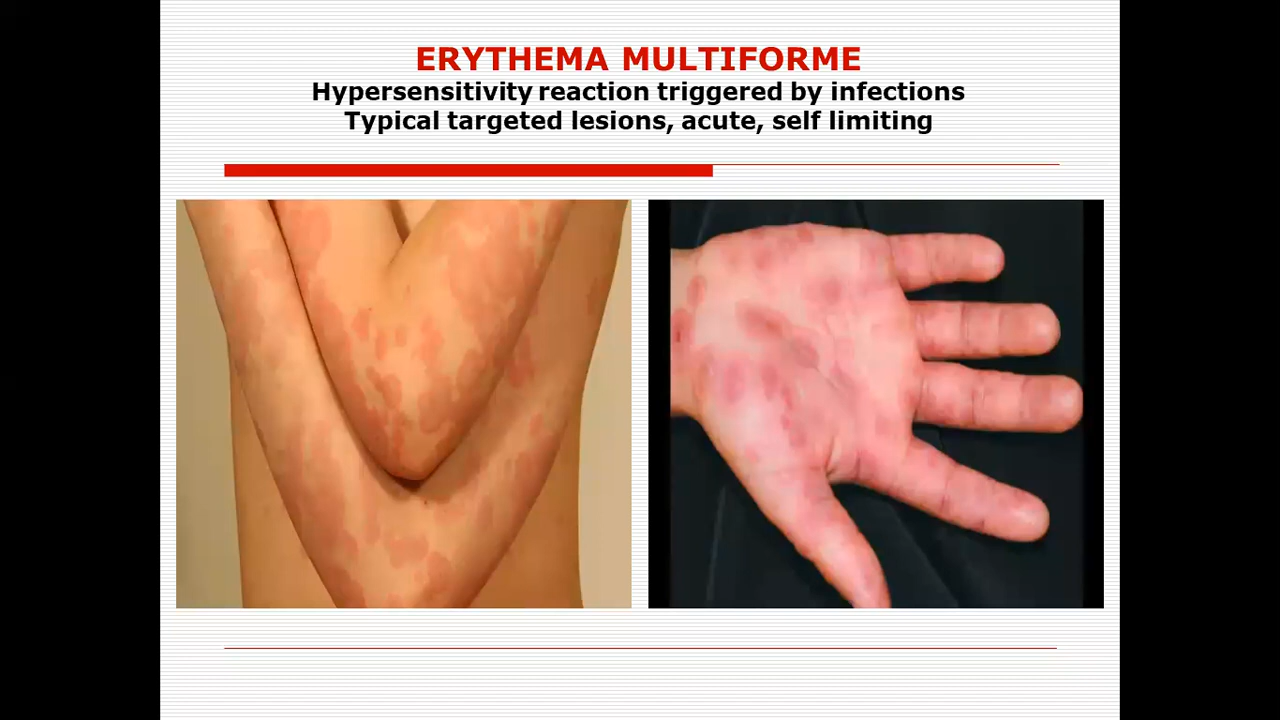 ERYTHEMA MULTIFORME
Hypersensitivity reaction triggered by infections
Typical targeted lesions, acute, self limiting